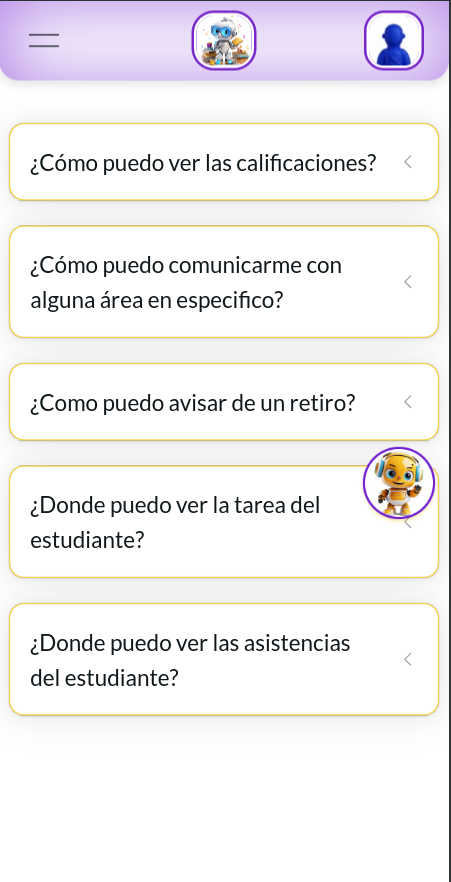 ¿Cómo puedo ver las calificaciones?
¿Cómo puedo comunicarme con
alguna área en especifico?
¿Como puedo avisar de un retiro?
¿Donde puedo ver la tarea del
estudiante?
¿Donde puedo ver las asistencias
del estudiante?